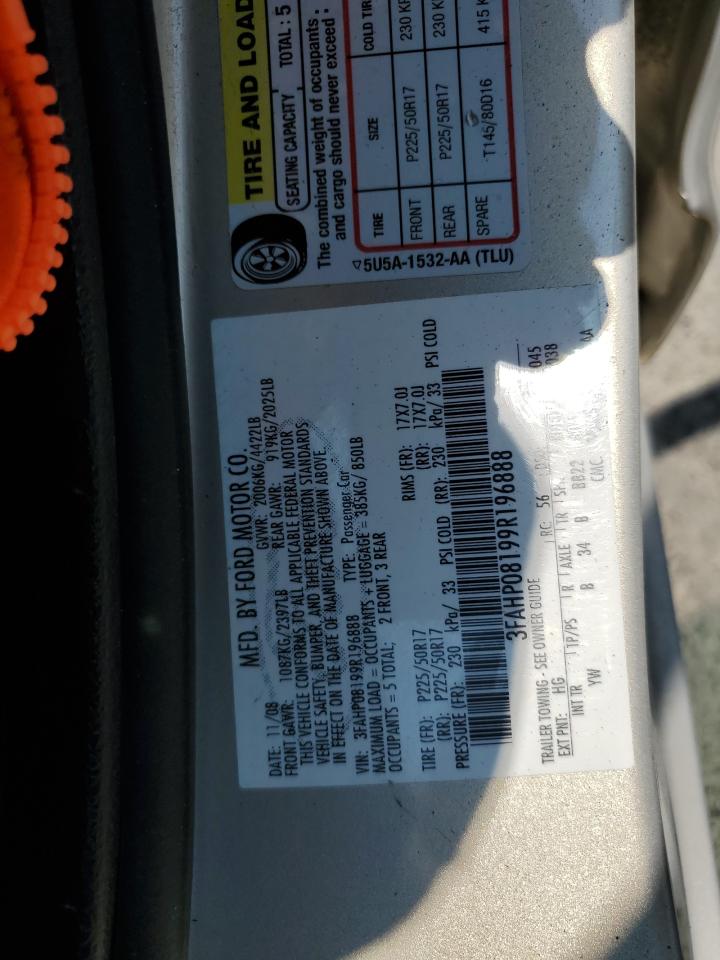 TIRE AND LOAD
SEATING CAPACITY TOTAL : 5
The combined weight of occupants
and cargo should never exceed :
TIRE SIZE COLD TIR
FRONT P225/50R17 230 KP
REAR P225/50R17 230 K
SPARE T145/80D16 415 K
5U5A-1532-AA (TLU)
MFD. BY FORD MOTOR CO.
DATE: 11/08 GVWR: 2006KG/4422LB
FRONT GAWR: 1087KG/2397LB REAR GAWR: 919KG/2025LB
THIS VEHICLE CONFORMS TO ALL APPLICABLE FEDERAL MOTOR
VEHICLE SAFETY, BUMPER, AND THEFT PREVENTION STANDARDS
IN EFFECT ON THE DATE OF MANUFACTURE SHOWN ABOVE.
VIN: 3FAHP08199R196888 TYPE: Passenger Car
MAXIMUM LOAD = OCCUPANTS + LUGGAGE = 385KG/ 850LB
OCCUPANTS = 5 TOTAL; 2 FRONT, 3 REAR
TIRE (FR): P225/50R17 RIMS (FR): 17X7.0J
(RR): P225/50R17 (RR): 17X7.0J
PRESSURE (FR): 230 kPa/ 33 PSI COLD (RR): 230 kPa/ 33 PSI COLD
3FAHP08199R196888
TRAILER TOWING - SEE OWNER GUIDE
EXT PNT: HG RC: 56 045
038
INT TR TP/PS R AXLE TR
YW B 34 B BB22
CMC AA